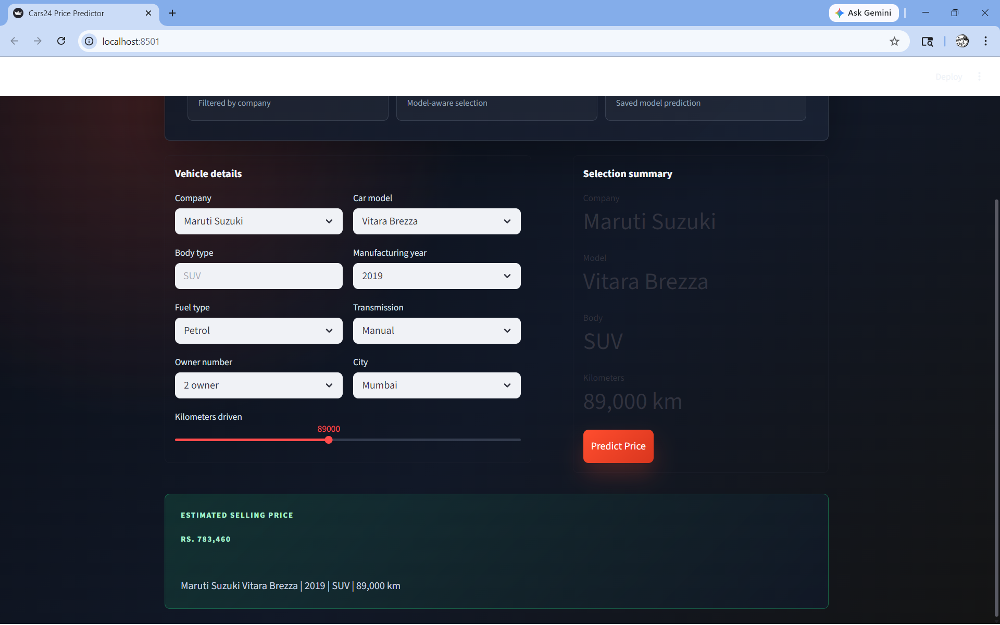 Cars24 Price Predictor
Ask Gemini
localhost:8501
Deploy
Filtered by company
Model-aware selection
Saved model prediction
Vehicle details
Company
Car model
Maruti Suzuki
Vitara Brezza
Body type
Manufacturing year
SUV
2019
Fuel type
Transmission
Petrol
Manual
Owner number
City
2 owner
Mumbai
Kilometers driven
89000
Selection summary
Company
Maruti Suzuki
Model
Vitara Brezza
Body
SUV
Kilometers
89,000 km
Predict Price
ESTIMATED SELLING PRICE
RS. 783,460
Maruti Suzuki Vitara Brezza | 2019 | SUV | 89,000 km